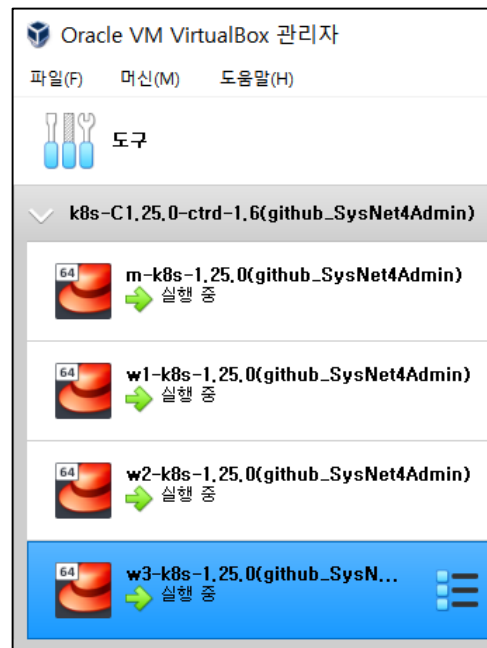 Oracle VM VirtualBox 관리자
파일(F) 머신(M) 도움말(H)
도구
k8s-C1.25.0-ctrd-1.6(github_SysNet4Admin)
64
m-k8s-1.25.0(github_SysNet4Admin)
실행 중
64
w1-k8s-1.25.0(github_SysNet4Admin)
실행 중
64
w2-k8s-1.25.0(github_SysNet4Admin)
실행 중
64
w3-k8s-1.25.0(github_SysN...
실행 중